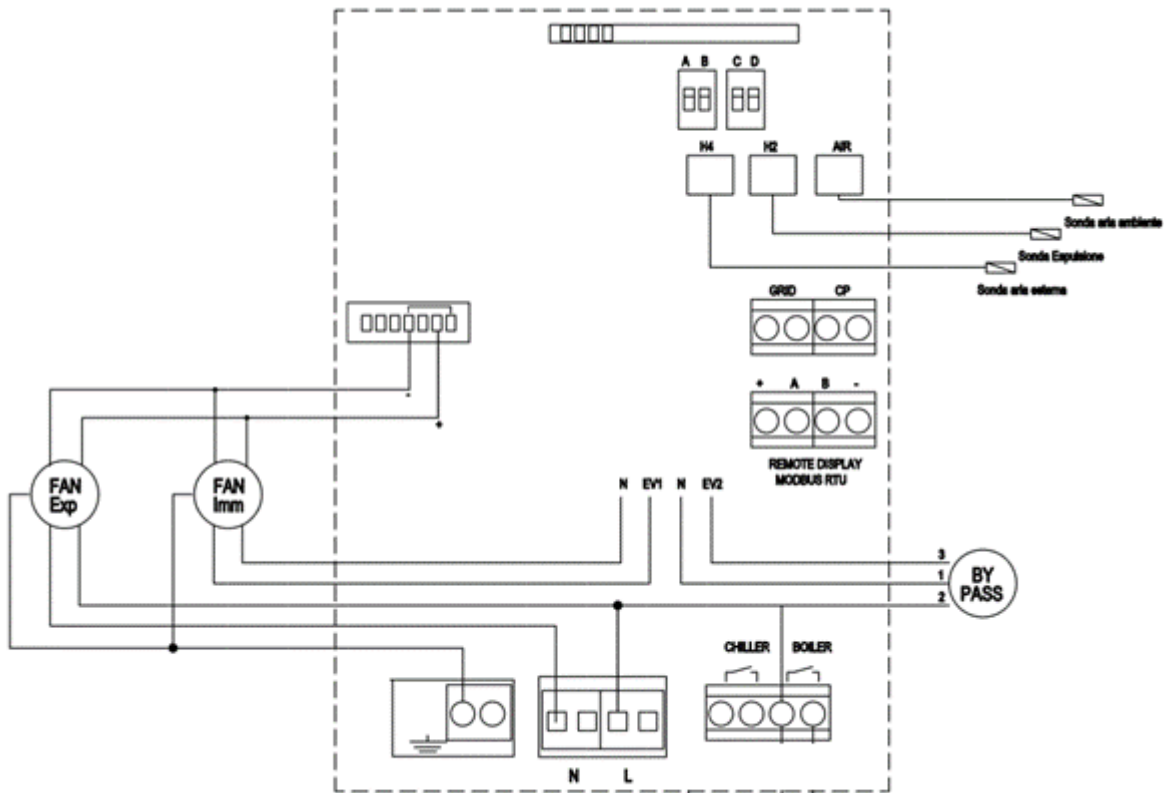 A B C D
H4 H2 AIR
Sonda aria ambiente
Sonda Espulsione
Sonda aria esterna
GRID CP
-
+
+ A B -
REMOTE DISPLAY
MODBUS RTU
FAN
Exp
FAN
Imm
N EV1 N EV2
3
1
2
BY
PASS
CHILLER BOILER
N L